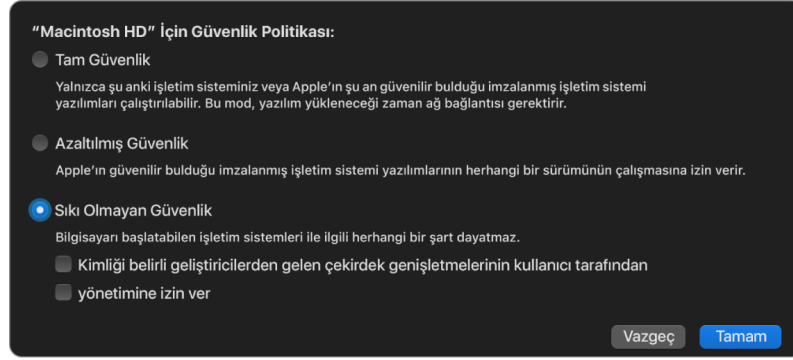 “Macintosh HD” İçin Güvenlik Politikası:
Tam Güvenlik
Yalnızca şu anki işletim sisteminiz veya Apple’ın şu an güvenilir bulduğu imzalanmış işletim sistemi
yazılımları çalıştırılabilir. Bu mod, yazılım yükleneceği zaman ağ bağlantısı gerektirir.
Azaltılmış Güvenlik
Apple’ın güvenilir bulduğu imzalanmış işletim sistemi yazılımlarının herhangi bir sürümünün çalışmasına izin verir.
Sıkı Olmayan Güvenlik
Bilgisayarı başlatabilen işletim sistemleri ile ilgili herhangi bir şart dayatmaz.
Kimliği belirli geliştiricilerden gelen çekirdek genişletmelerinin kullanıcı tarafından
yönetimine izin ver
Vazgeç Tamam